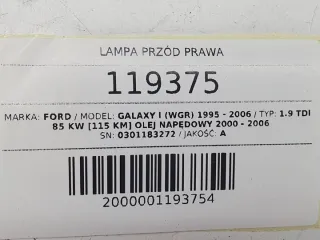 LAMPA PRZÓD PRAWA
119375
MARKA: FORD / MODEL: GALAXY I (WGR) 1995 - 2006 / TYP: 1.9 TDI
85 KW [115 KM] OLEJ NAPEDOWY 2000 - 2006
SN: 0301183272 / JAKOŚĆ: A
2000001193754